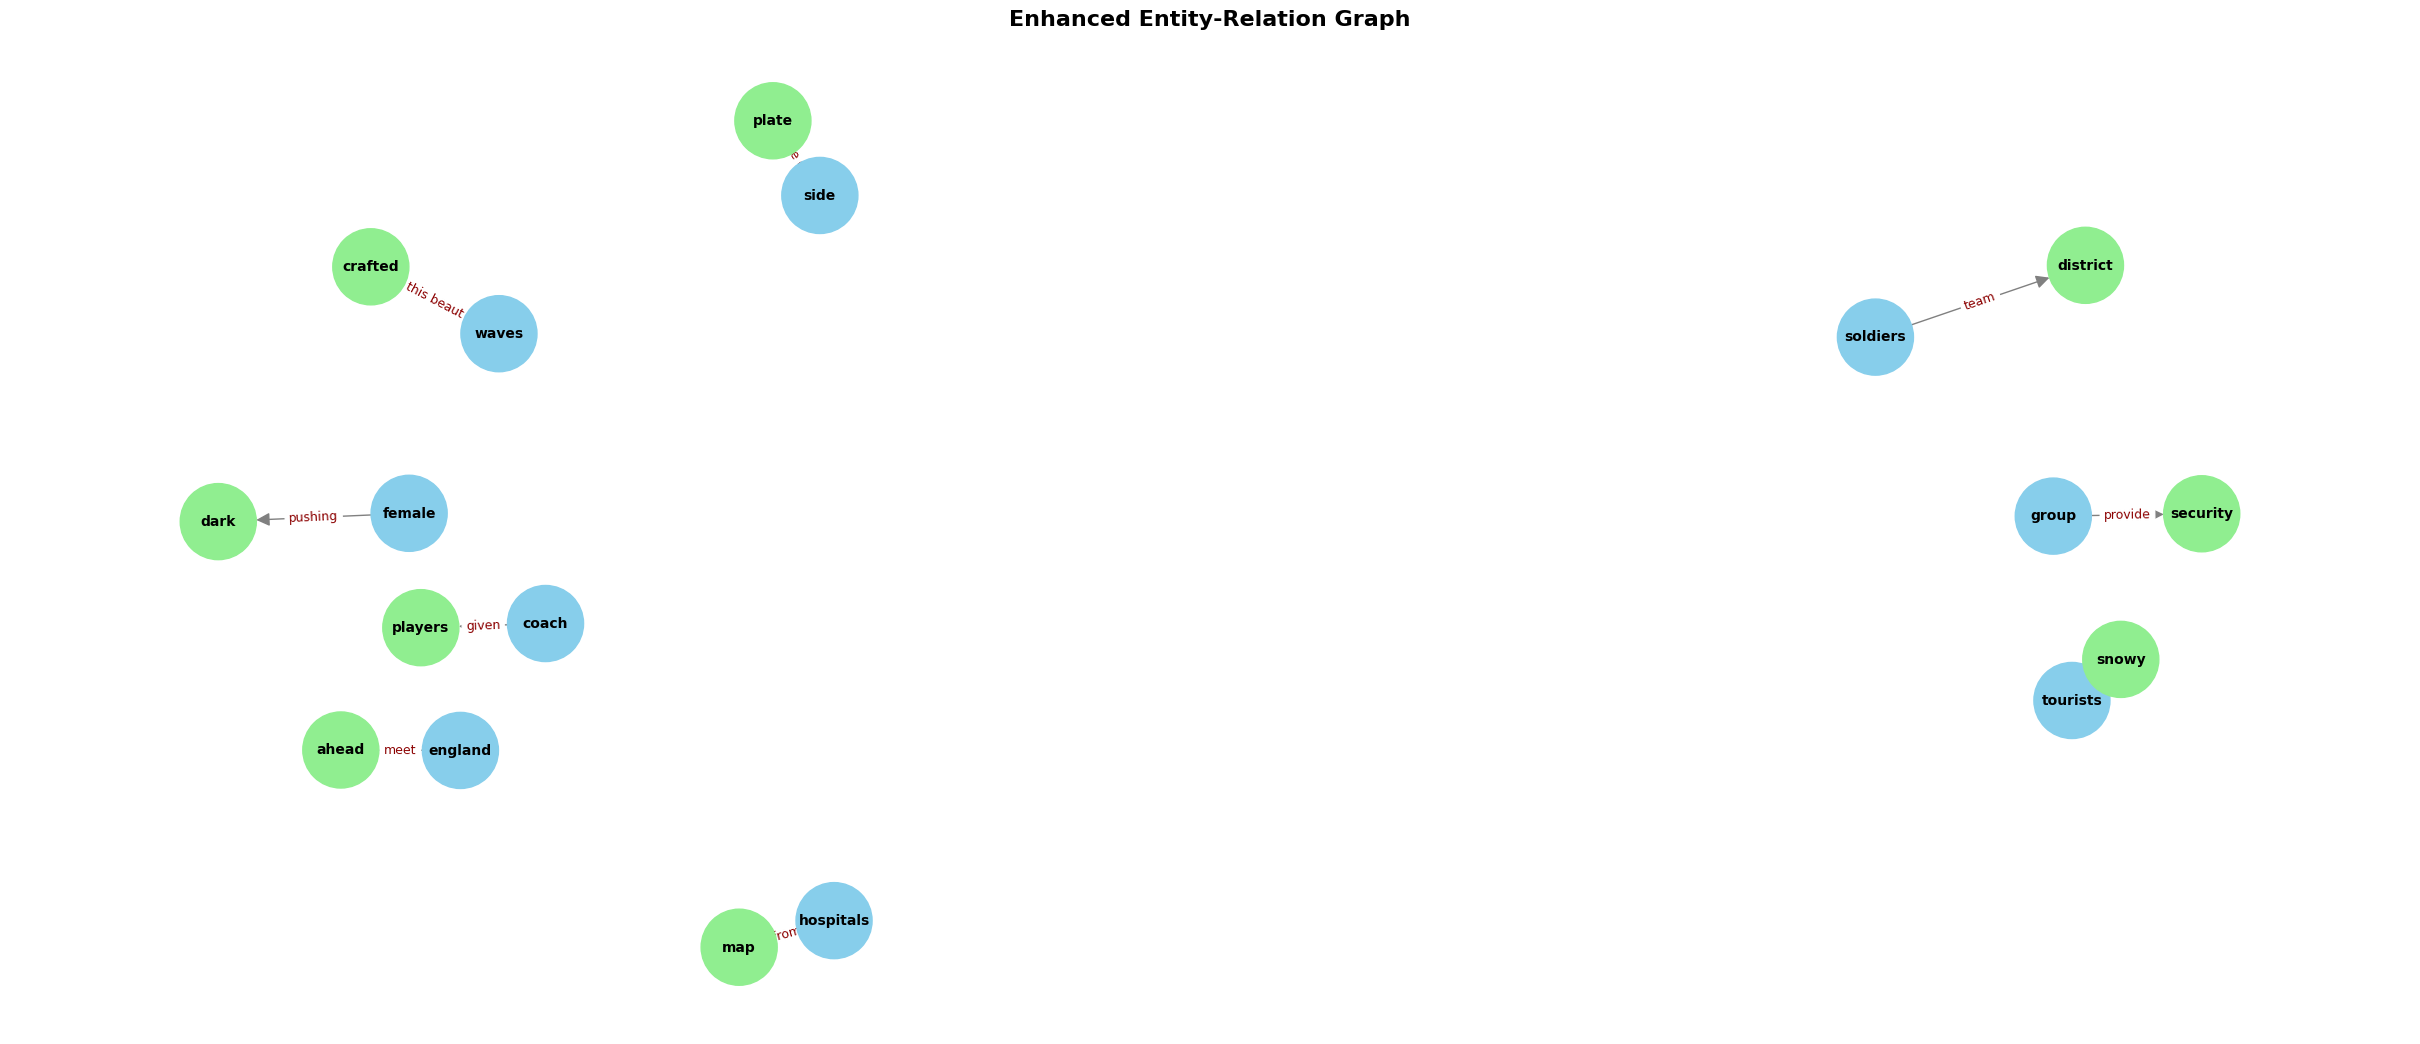 Enhanced Entity-Relation Graph
plate
side
crafted
this beaut
waves
district
team
soldiers
dark
pushing
female
group
provide
security
players
given
coach
snowy
tourists
ahead
meet
england
hospitals
map